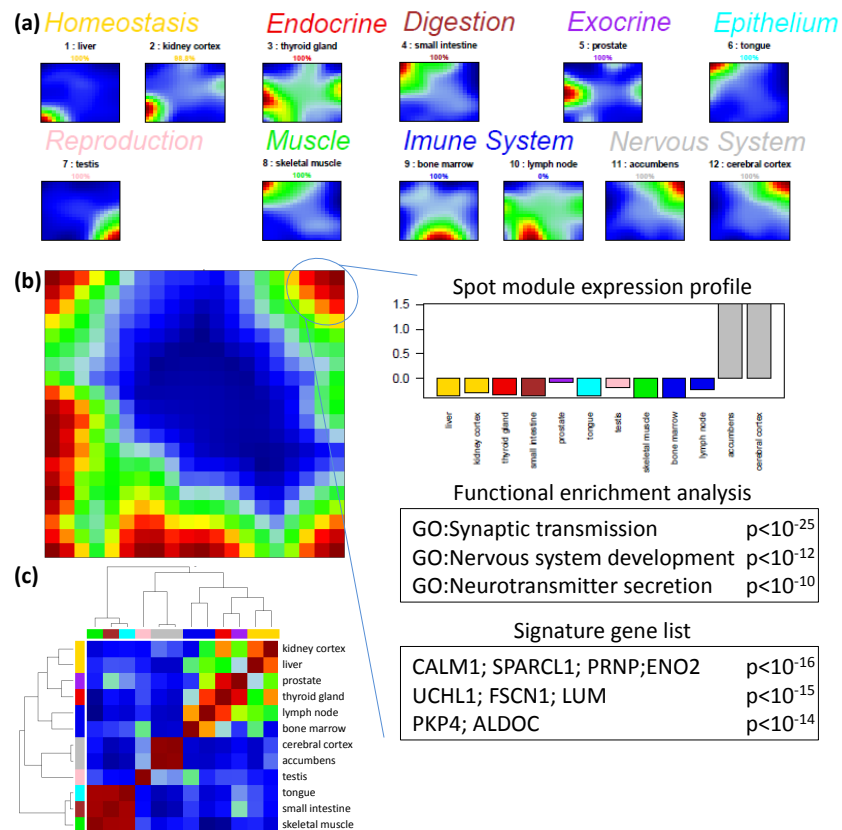 (a)
Homeostasis
Endocrine
Digestion
Exocrine
Epithelium
1 : liver
2 : kidney cortex
3 : thyroid gland
4 : small intestine
5 : prostate
6 : tongue
100%
100%
100%
100%
100%
Reproduction
Muscle
Imune System
Nervous System
7 : testis
8 : skeletal muscle
9 : bone marrow
10 : lymph node
11 : accumbens
12 : cerebral cortex
100%
100%
100%
0%
100%
100%
(b)
Spot module expression profile
1.5
1.0
0.5
0.0
liver
kidney cortex
thyroid gland
small intestine
prostate
tongue
testis
skeletal muscle
bone marrow
lymph node
accumbens
cerebral cortex
Functional enrichment analysis
GO:Synaptic transmission p<10⁻²⁵
GO:Nervous system development p<10⁻¹²
GO:Neurotransmitter secretion p<10⁻¹⁰
Signature gene list
CALM1; SPARCL1; PRNP;ENO2 p<10⁻¹⁶
UCHL1; FSCN1; LUM p<10⁻¹⁵
PKP4; ALDOC p<10⁻¹⁴
(c)
kidney cortex
liver
prostate
thyroid gland
lymph node
bone marrow
cerebral cortex
accumbens
testis
tongue
small intestine
skeletal muscle